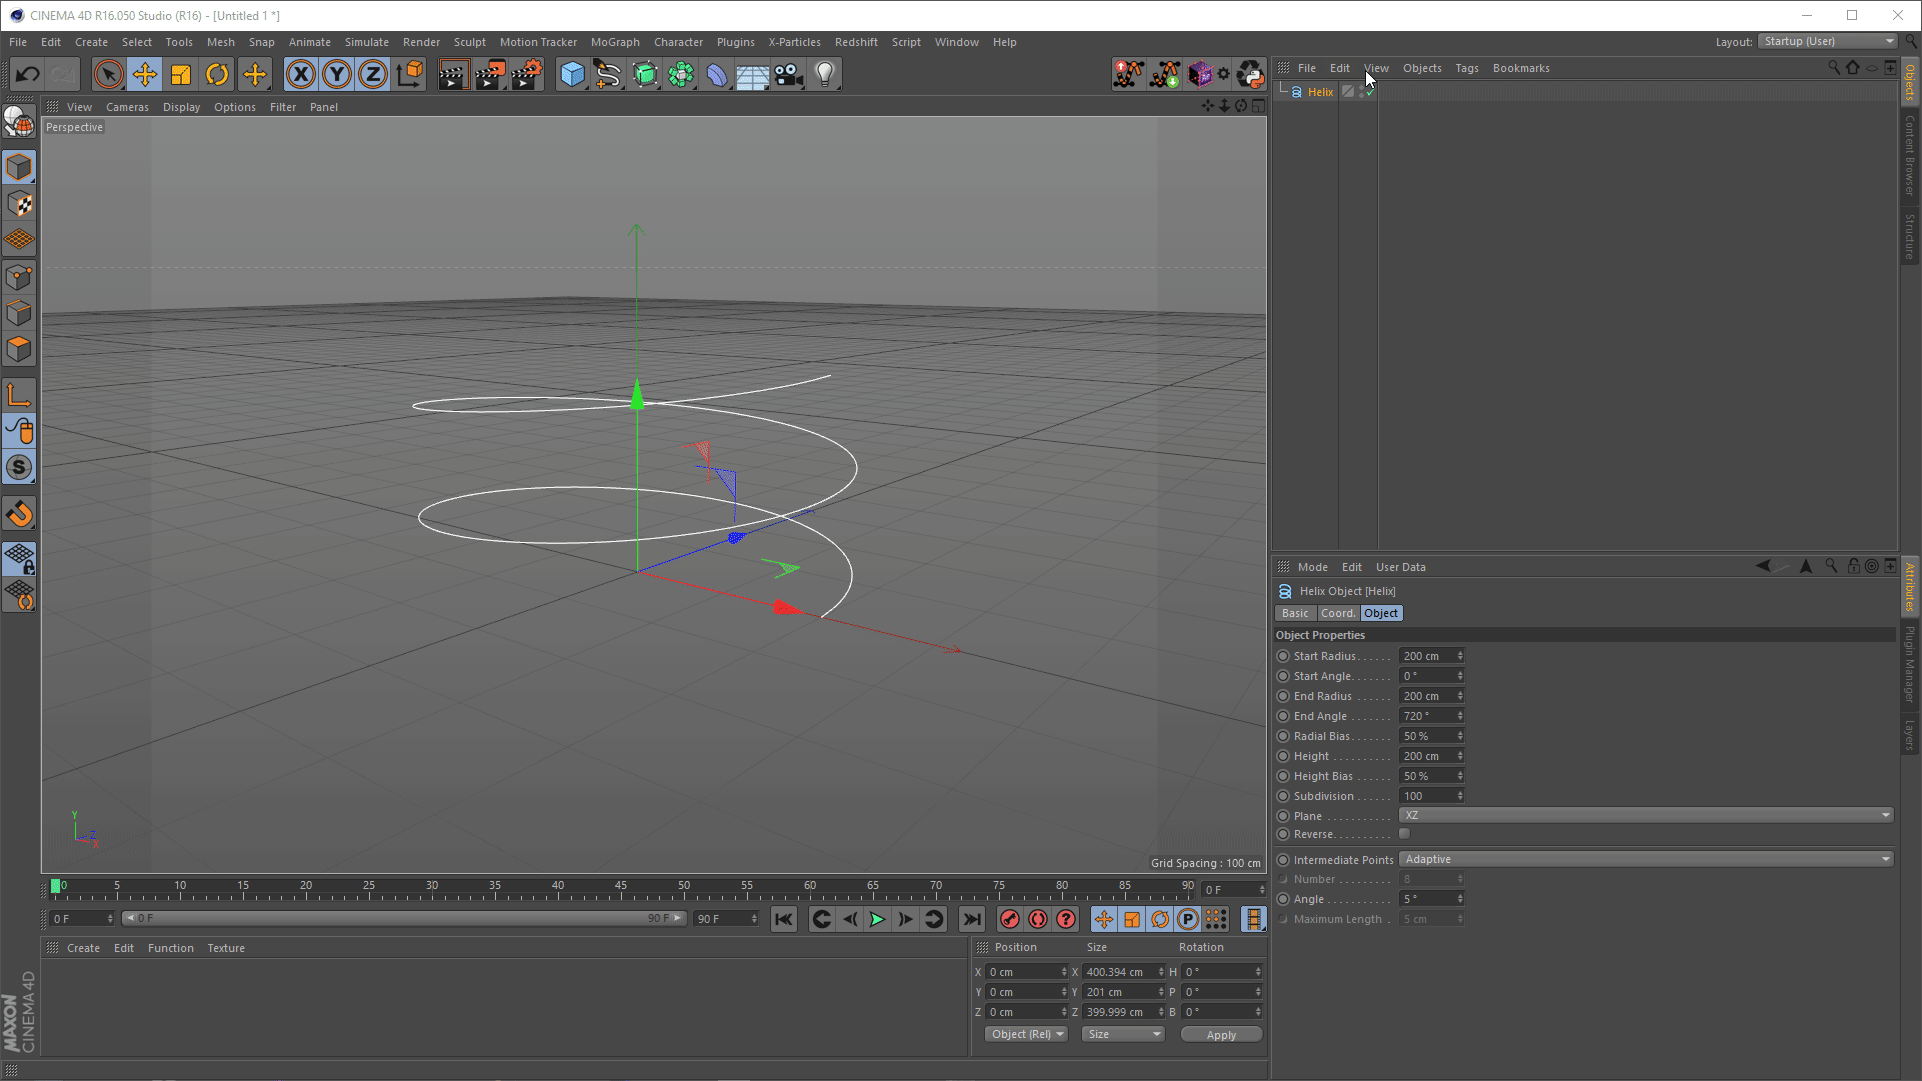 CINEMA 4D R16.050 Studio (R16) - [Untitled 1 *]
File Edit Create Select Tools Mesh Snap Animate Simulate Render Sculpt Motion Tracker MoGraph Character Plugins X-Particles Redshift Script Window Help
Layout: Startup (User)
X Y Z
File Edit View Objects Tags Bookmarks
Helix
View Cameras Display Options Filter Panel
Perspective
Y
Z
X
Grid Spacing : 100 cm
S
0 5 10 15 20 25 30 35 40 45 50 55 60 65 70 75 80 85 90
0 F
0 F
0 F 90 F
90 F
P
Create Edit Function Texture
Position Size Rotation
X 0 cm X 400.394 cm H 0 °
Y 0 cm Y 201 cm P 0 °
Z 0 cm Z 399.999 cm B 0 °
Object (Rel) Size Apply
MAXON
CINEMA 4D
Objects
Content Browser
Structure
Mode Edit User Data
Helix Object [Helix]
Basic Coord. Object
Object Properties
Start Radius . . . . . . 200 cm
Start Angle. . . . . . . 0 °
End Radius . . . . . . 200 cm
End Angle . . . . . . . 720 °
Radial Bias. . . . . . . 50 %
Height . . . . . . . . . . 200 cm
Height Bias . . . . . . 50 %
Subdivision . . . . . . 100
Plane . . . . . . . . . . . XZ
Reverse. . . . . . . . . .
Intermediate Points Adaptive
Number . . . . . . . . . 8
Angle . . . . . . . . . . . 5 °
Maximum Length . 5 cm
Attributes
Plugin Manager
Layers